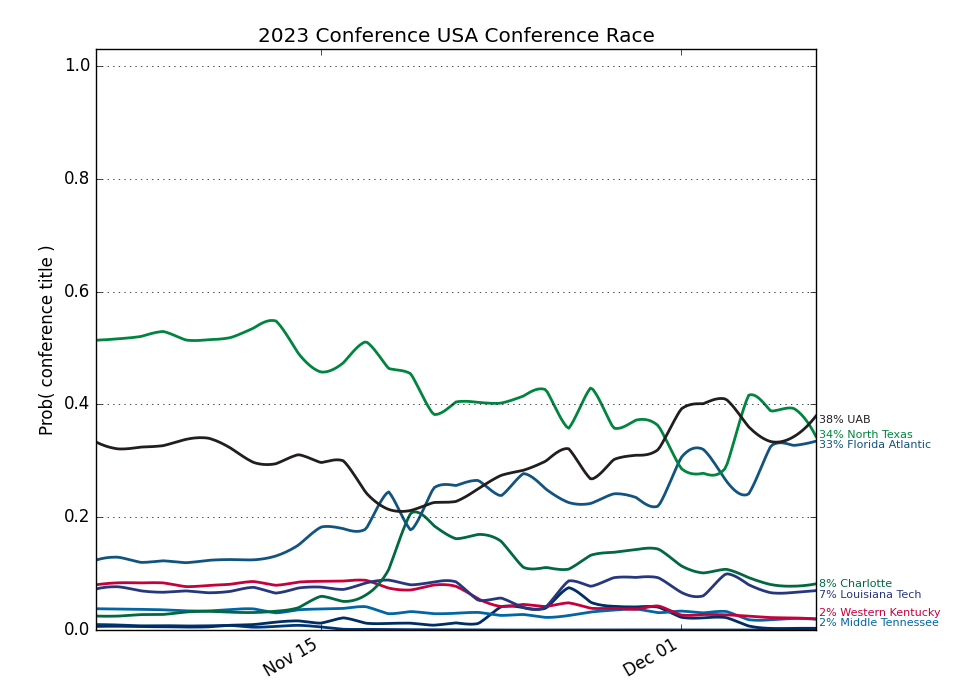 2023 Conference USA Conference Race
1.0
0.8
0.6
0.4
0.2
0.0
Prob( conference title )
38% UAB
34% North Texas
33% Florida Atlantic
8% Charlotte
7% Louisiana Tech
2% Western Kentucky
2% Middle Tennessee
Nov 15
Dec 01